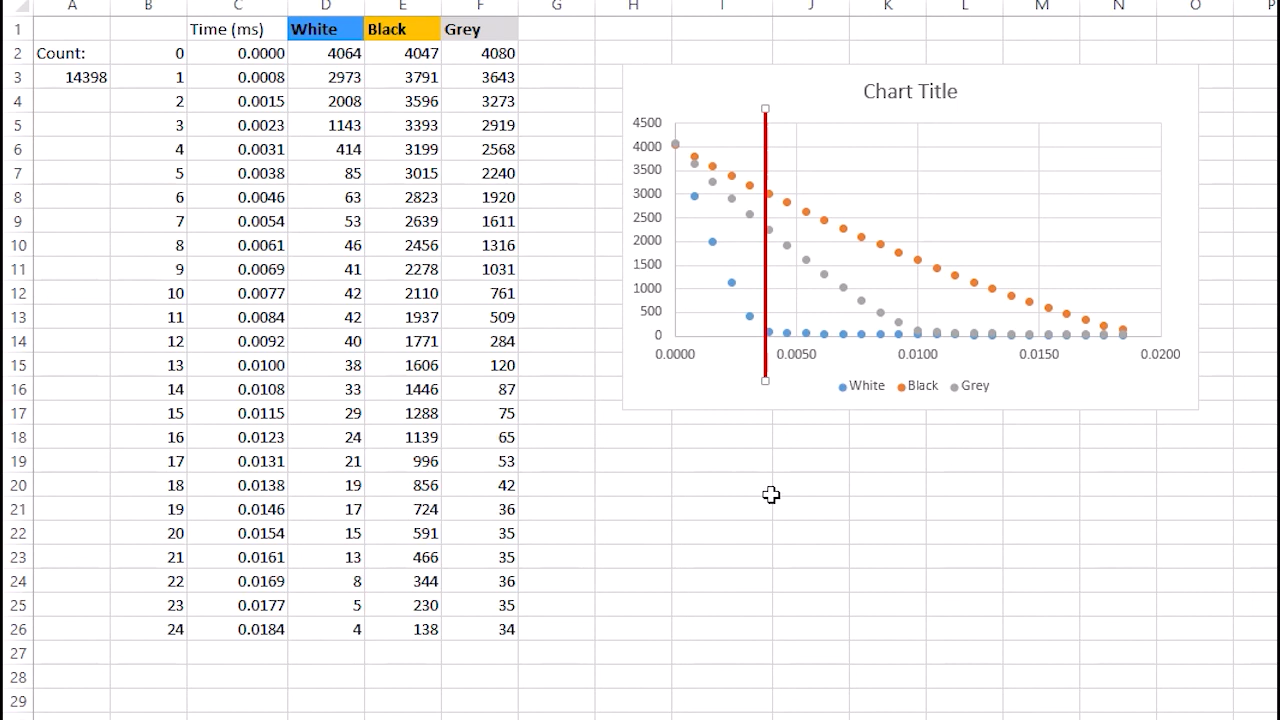 A B C D E F G H I J K L M N O P
1 Time (ms) White Black Grey
2 Count: 0 0.0000 4064 4047 4080
3 14398 1 0.0008 2973 3791 3643
4 2 0.0015 2008 3596 3273
5 3 0.0023 1143 3393 2919
6 4 0.0031 414 3199 2568
7 5 0.0038 85 3015 2240
8 6 0.0046 63 2823 1920
9 7 0.0054 53 2639 1611
10 8 0.0061 46 2456 1316
11 9 0.0069 41 2278 1031
12 10 0.0077 42 2110 761
13 11 0.0084 42 1937 509
14 12 0.0092 40 1771 284
15 13 0.0100 38 1606 120
16 14 0.0108 33 1446 87
17 15 0.0115 29 1288 75
18 16 0.0123 24 1139 65
19 17 0.0131 21 996 53
20 18 0.0138 19 856 42
21 19 0.0146 17 724 36
22 20 0.0154 15 591 35
23 21 0.0161 13 466 35
24 22 0.0169 8 344 36
25 23 0.0177 5 230 35
26 24 0.0184 4 138 34
27
28
29
Chart Title
4500
4000
3500
3000
2500
2000
1500
1000
500
0
0.0000 0.0050 0.0100 0.0150 0.0200
White Black Grey